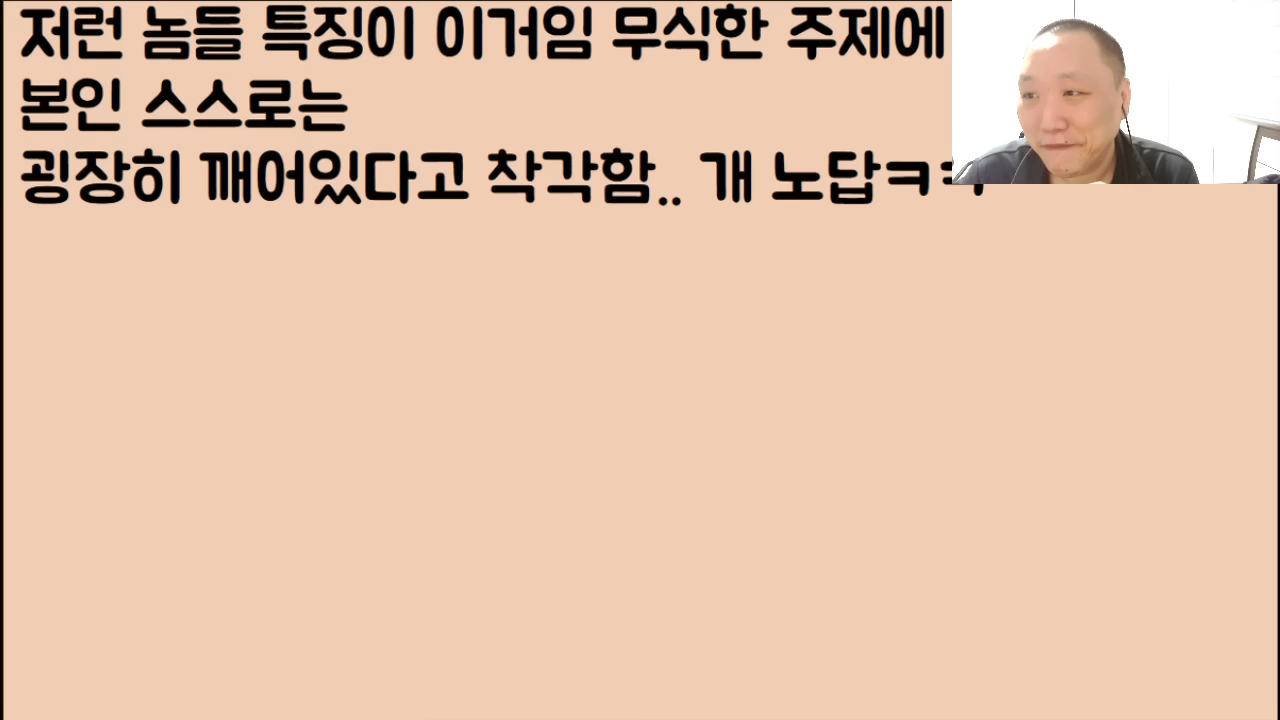 저런 놈들 특징이 이거임 무식한 주제에
본인 스스로는
굉장히 깨어있다고 착각함.. 개 노답ㅋㅋ